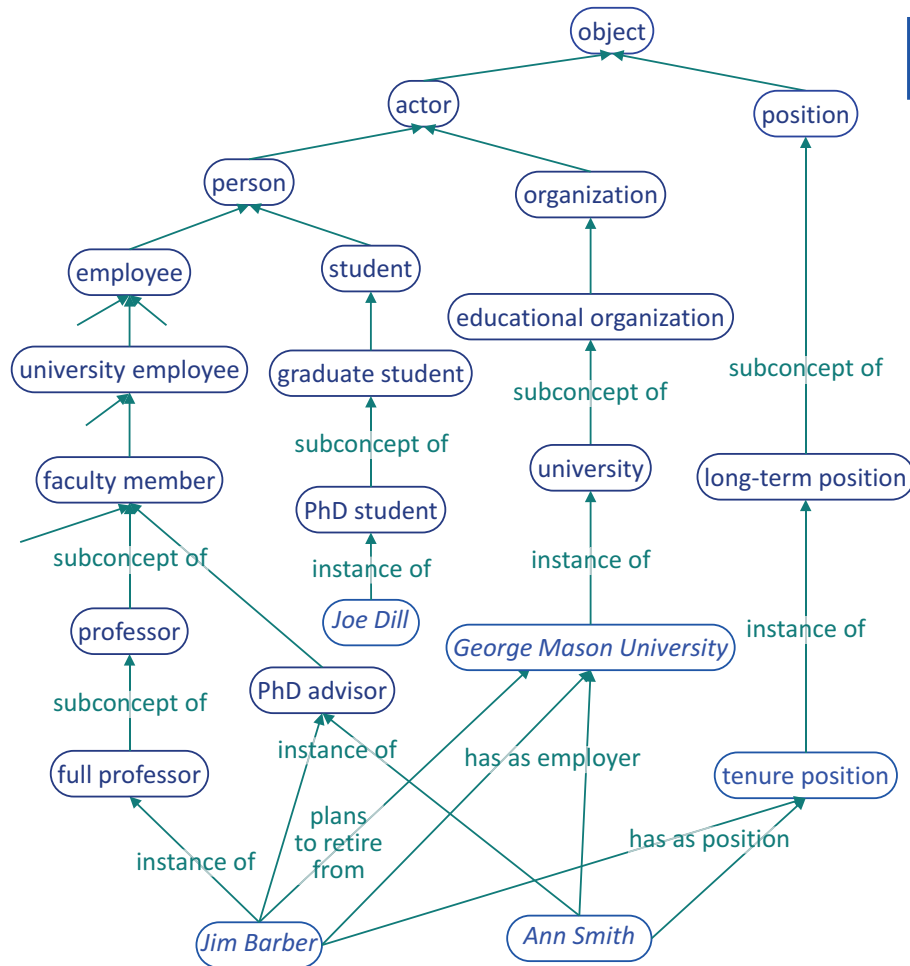 object
actor
position
person
organization
employee
student
educational organization
university employee
graduate student
subconcept of
subconcept of
subconcept of
university
long-term position
faculty member
PhD student
subconcept of
instance of
instance of
Joe Dill
professor
instance of
George Mason University
PhD advisor
subconcept of
instance of
has as employer
full professor
tenure position
plans
to retire
from
has as position
instance of
Jim Barber
Ann Smith